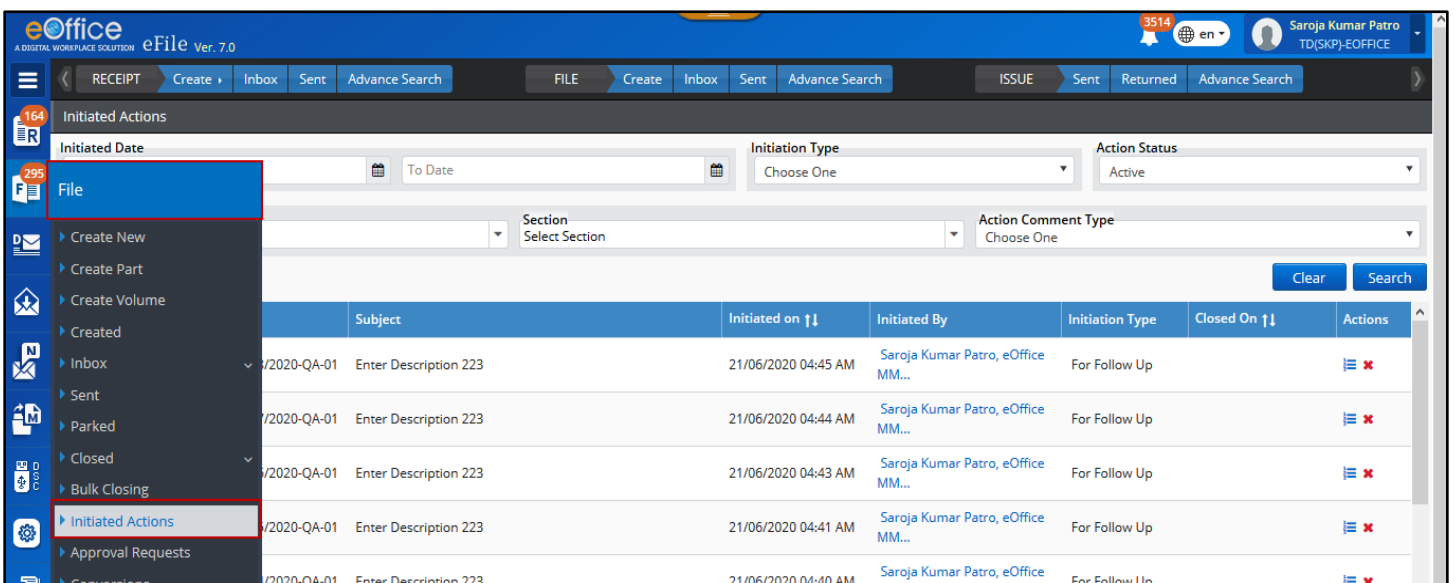 eOffice
A DIGITAL WORKPLACE SOLUTION eFile Ver. 7.0
3514
en
Saroja Kumar Patro
TD(SKP)-EOFFICE
RECEIPT Create Inbox Sent Advance Search FILE Create Inbox Sent Advance Search ISSUE Sent Returned Advance Search
164
R
Initiated Actions
Initiated Date Initiation Type Action Status
To Date Choose One Active
295
F
File
Section Action Comment Type
Select Section Choose One
Clear Search
D
N
M
DSC
Create New
Create Part
Create Volume
Created
Inbox
Sent
Parked
Closed
Bulk Closing
Initiated Actions
Approval Requests
Subject Initiated on Initiated By Initiation Type Closed On Actions
/2020-QA-01 Enter Description 223 21/06/2020 04:45 AM Saroja Kumar Patro, eOffice MM... For Follow Up
/2020-QA-01 Enter Description 223 21/06/2020 04:44 AM Saroja Kumar Patro, eOffice MM... For Follow Up
/2020-QA-01 Enter Description 223 21/06/2020 04:43 AM Saroja Kumar Patro, eOffice MM... For Follow Up
/2020-QA-01 Enter Description 223 21/06/2020 04:41 AM Saroja Kumar Patro, eOffice MM... For Follow Up
/2020-QA-01 Enter Description 223 21/06/2020 04:40 AM Saroja Kumar Patro, eOffice For Follow Up